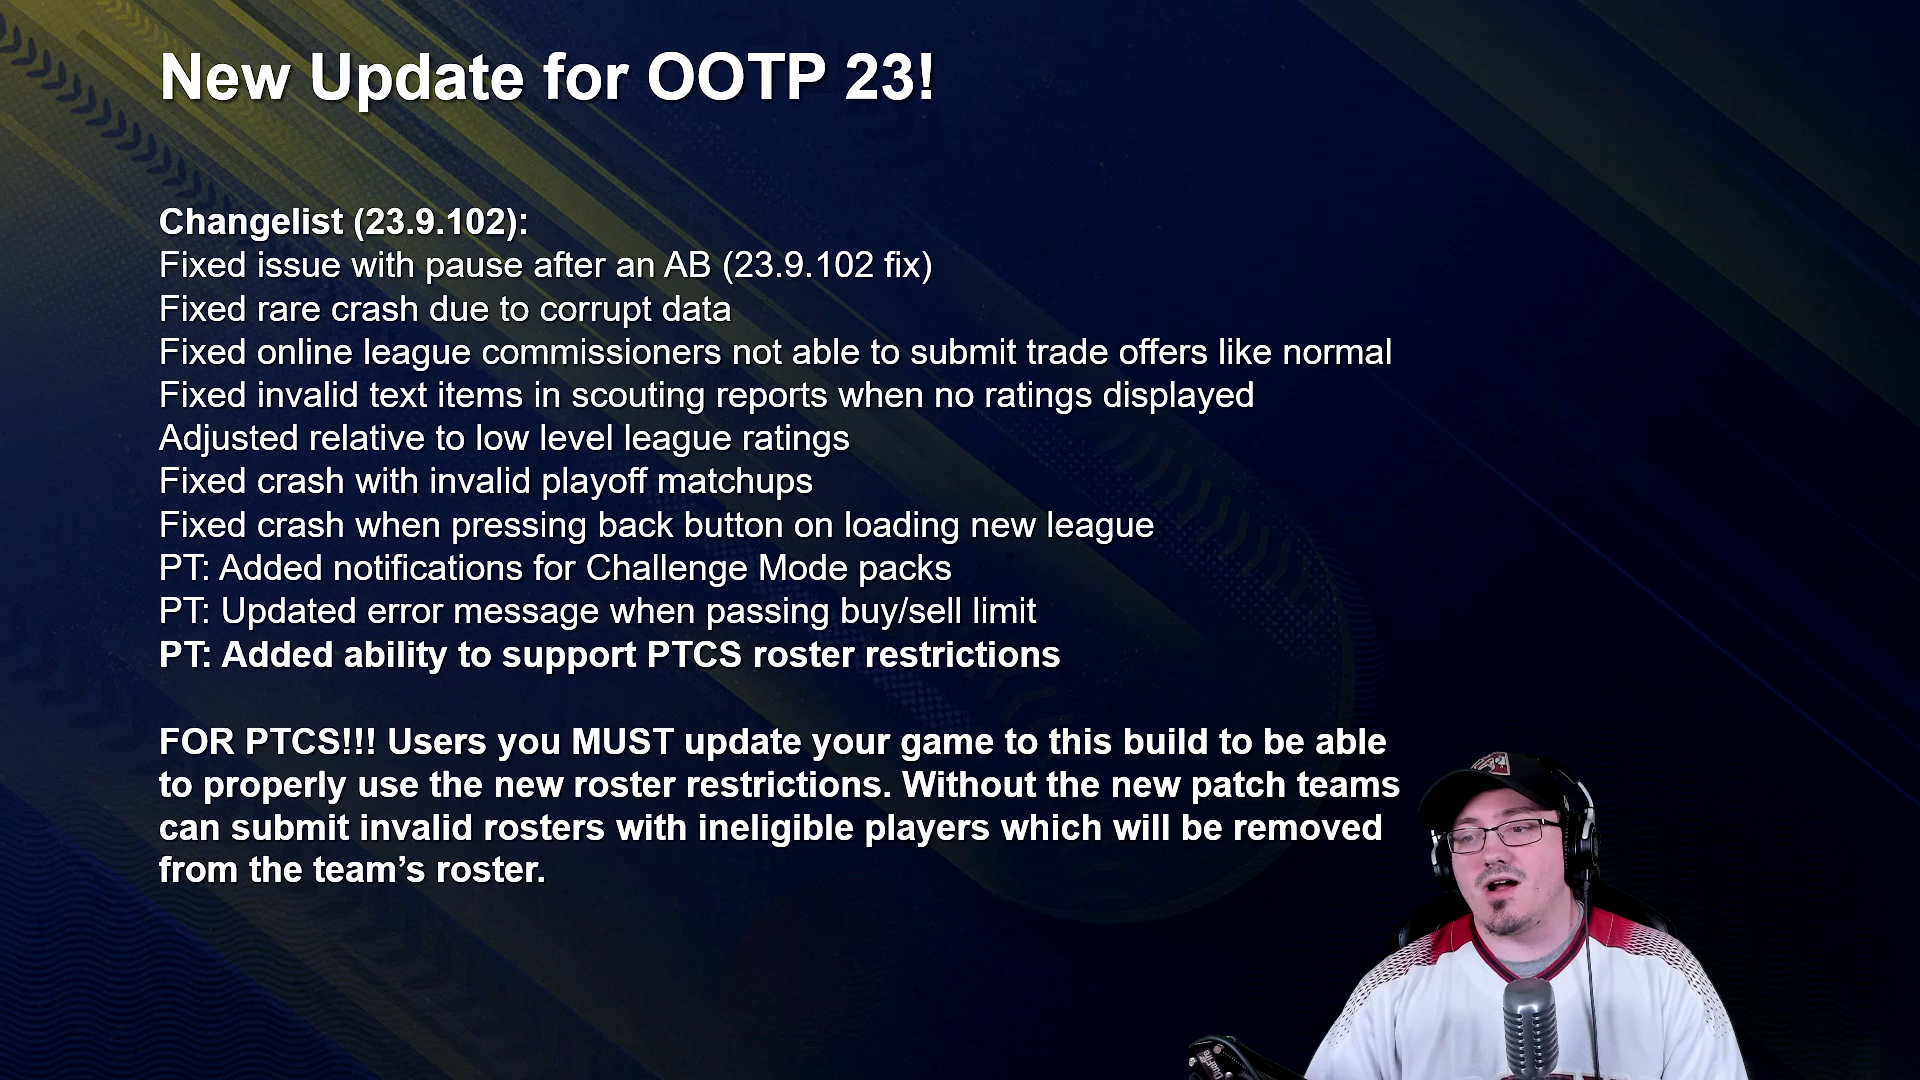 New Update for OOTP 23!
Changelist (23.9.102):
Fixed issue with pause after an AB (23.9.102 fix)
Fixed rare crash due to corrupt data
Fixed online league commissioners not able to submit trade offers like normal
Fixed invalid text items in scouting reports when no ratings displayed
Adjusted relative to low level league ratings
Fixed crash with invalid playoff matchups
Fixed crash when pressing back button on loading new league
PT: Added notifications for Challenge Mode packs
PT: Updated error message when passing buy/sell limit
PT: Added ability to support PTCS roster restrictions
FOR PTCS!!! Users you MUST update your game to this build to be able
to properly use the new roster restrictions. Without the new patch teams
can submit invalid rosters with ineligible players which will be removed
from the team’s roster.